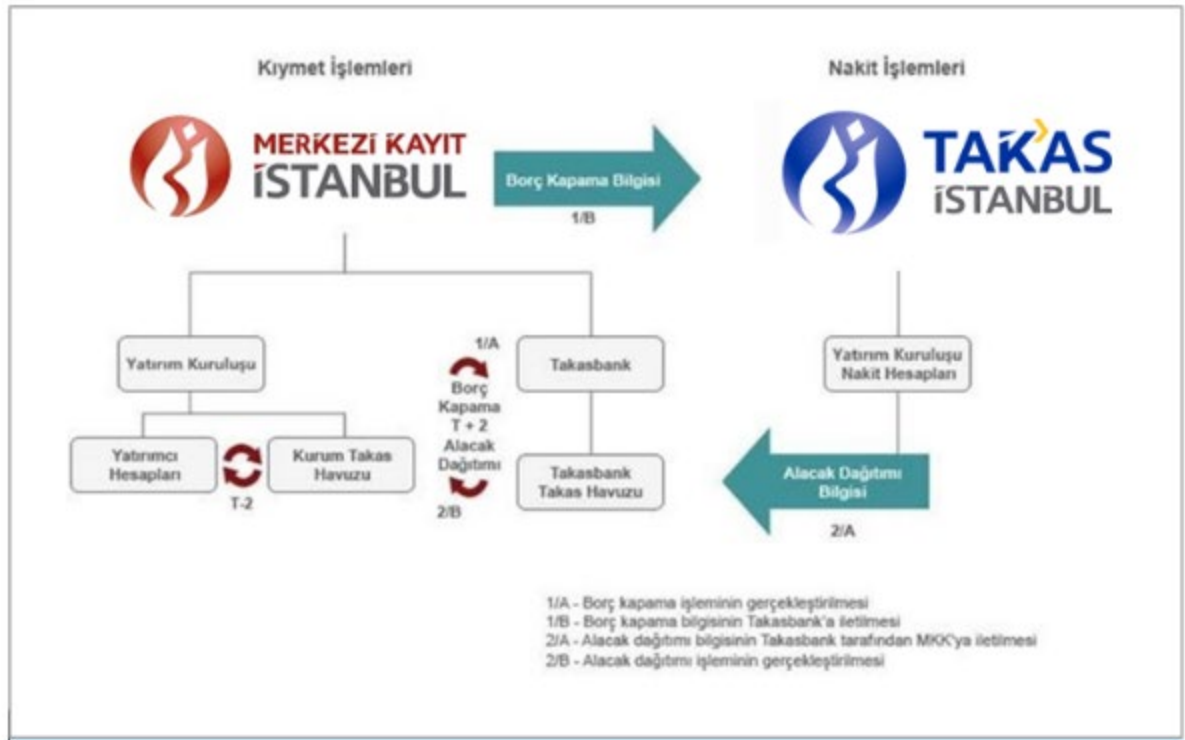 Kıymet İşlemleri
Nakit İşlemleri
MERKEZİ KAYIT
İSTANBUL
Borç Kapama Bilgisi
1/B
TAKAS
İSTANBUL
Yatırım Kuruluşu
Yatırımcı
Hesapları
T-2
Kurum Takas
Havuzu
1/A
Borç
Kapama
T + 2
Alacak
Dağıtımı
2/B
Takasbank
Takasbank
Takas Havuzu
Yatırım Kuruluşu
Nakit Hesapları
Alacak Dağıtımı
Bilgisi
2/A
1/A - Borç kapama işleminin gerçekleştirilmesi
1/B - Borç kapama bilgisinin Takasbank'a iletilmesi
2/A - Alacak dağıtımı bilgisinin Takasbank tarafından MKK'ya iletilmesi
2/B - Alacak dağıtımı işleminin gerçekleştirilmesi